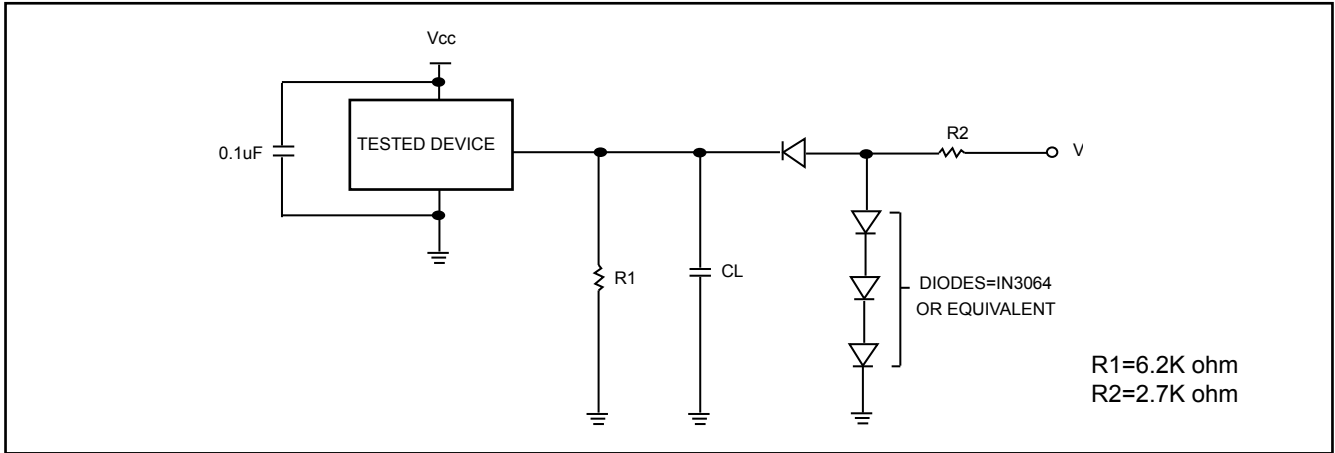 Vcc
0.1uF
TESTED DEVICE
R2
V
R1
CL
DIODES=IN3064
OR EQUIVALENT
R1=6.2K ohm
R2=2.7K ohm